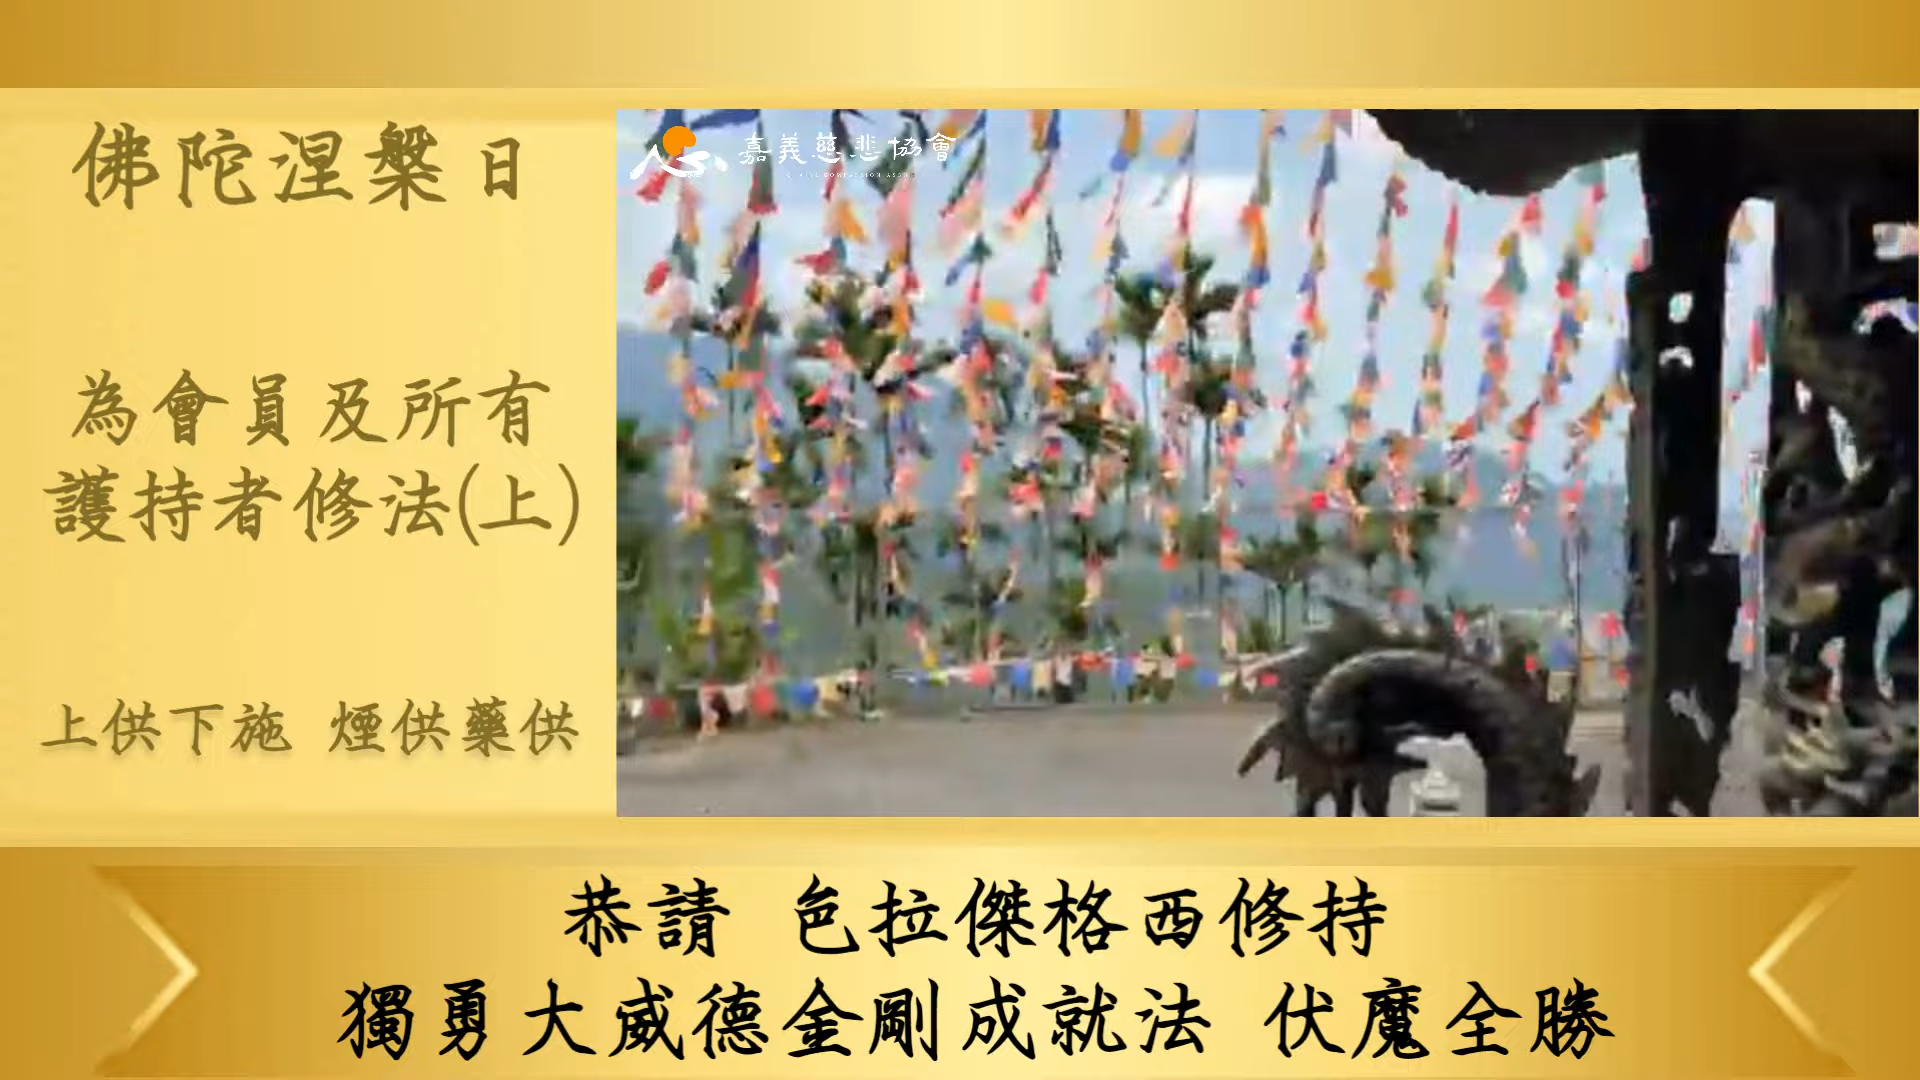 佛陀涅槃日
為會員及所有
護持者修法(上)
上供下施 煙供藥供
嘉義慈悲協會
恭請 色拉傑格西修持
獨勇大威德金剛成就法 伏魔全勝